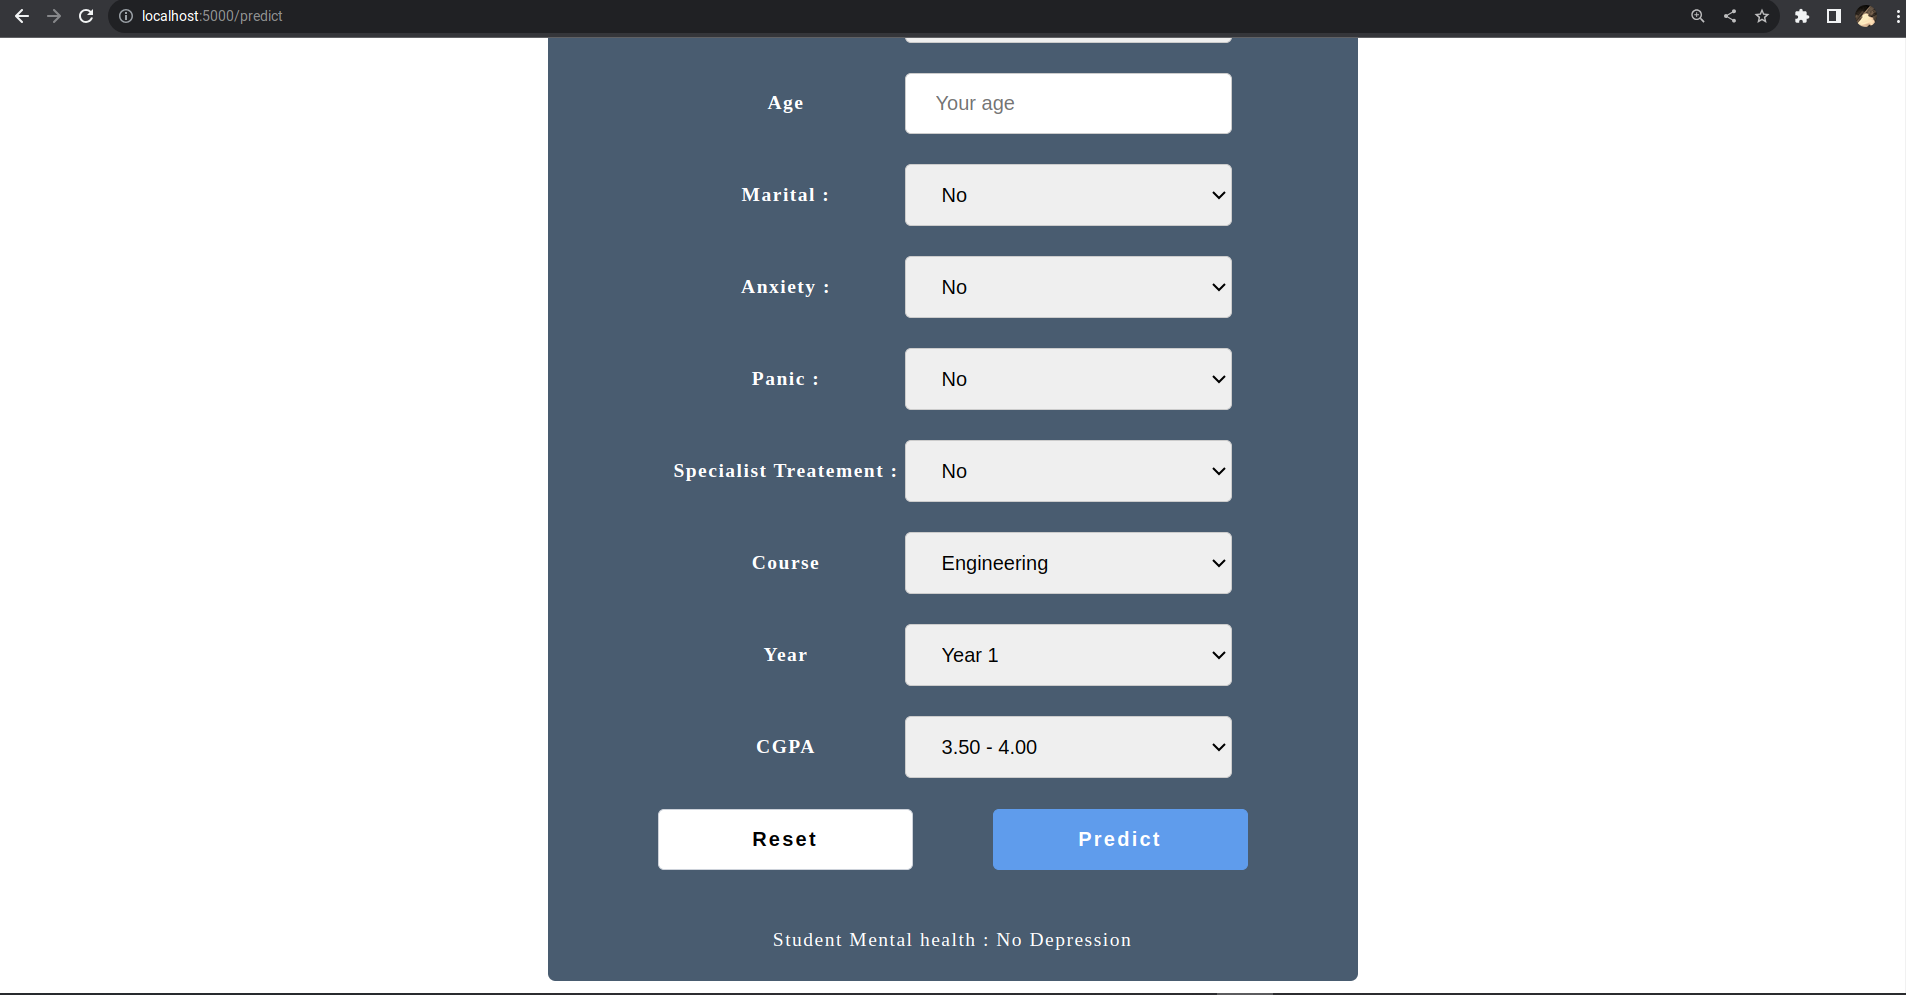 localhost:5000/predict
Age Your age
Marital : No
Anxiety : No
Panic : No
Specialist Treatement : No
Course Engineering
Year Year 1
CGPA 3.50 - 4.00
Reset Predict
Student Mental health : No Depression